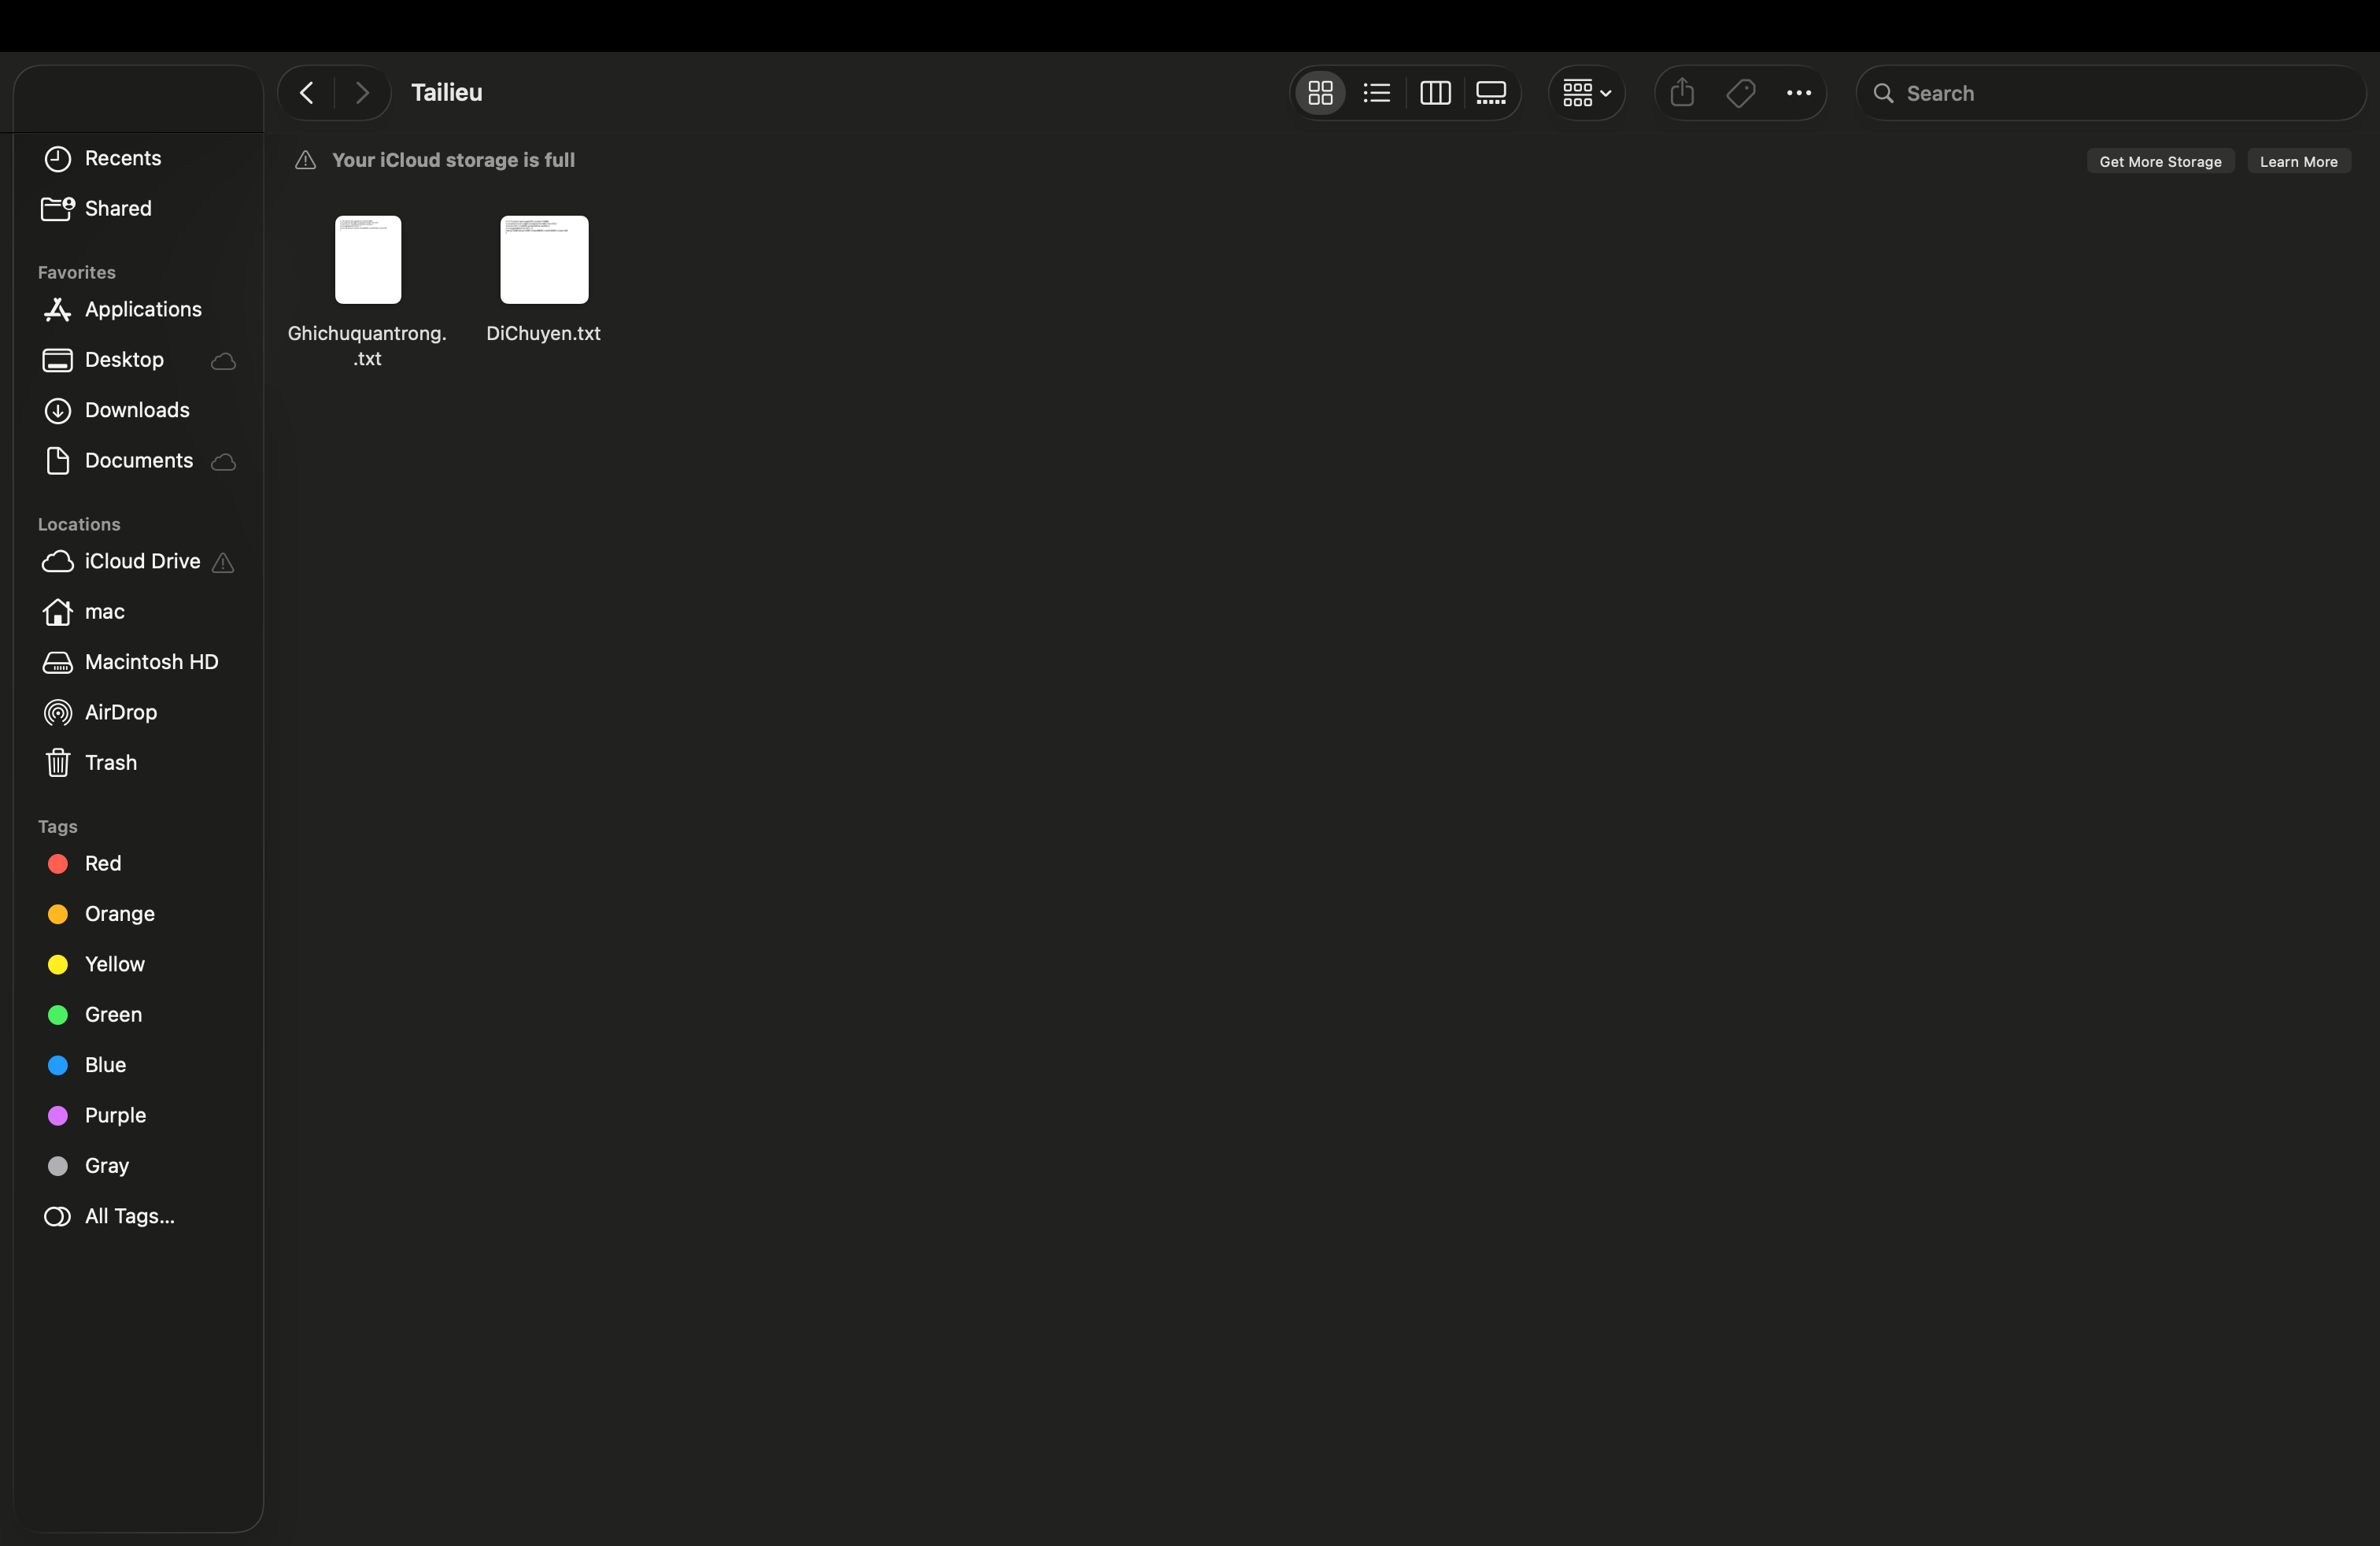 Tailieu
Search
Recents
Shared
Favorites
Applications
Desktop
Downloads
Documents
Locations
iCloud Drive
mac
Macintosh HD
AirDrop
Trash
Tags
Red
Orange
Yellow
Green
Blue
Purple
Gray
All Tags...
Your iCloud storage is full
Get More Storage
Learn More
Ghichuquantrong.
.txt
DiChuyen.txt